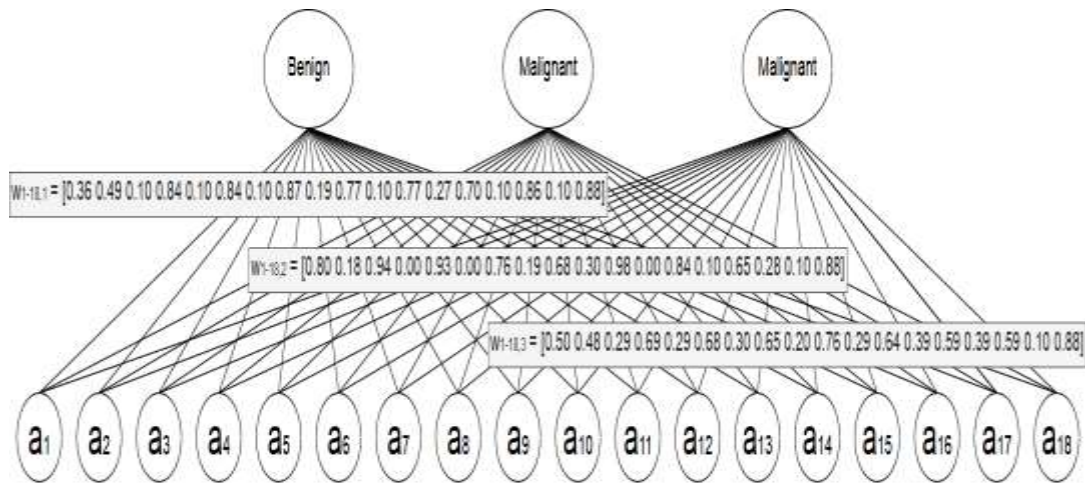 Benign Malignant Malignant
W1-18,1 = [0.36 0.49 0.10 0.84 0.10 0.84 0.10 0.87 0.19 0.77 0.10 0.77 0.27 0.70 0.10 0.86 0.10 0.88]
W1-18,2 = [0.80 0.18 0.94 0.00 0.93 0.00 0.76 0.19 0.68 0.30 0.98 0.00 0.84 0.10 0.65 0.28 0.10 0.88]
W1-18,3 = [0.50 0.48 0.29 0.69 0.29 0.68 0.30 0.65 0.20 0.76 0.29 0.64 0.39 0.59 0.39 0.59 0.10 0.88]
a1 a2 a3 a4 a5 a6 a7 a8 a9 a10 a11 a12 a13 a14 a15 a16 a17 a18